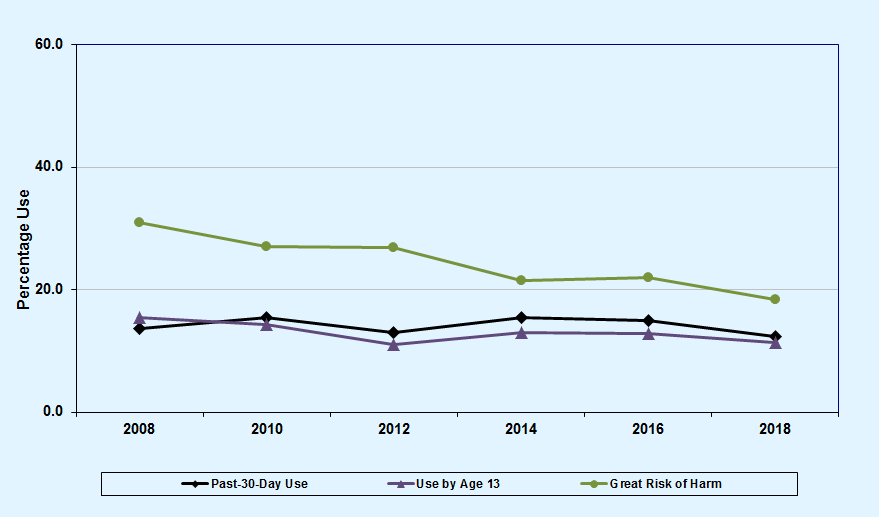 60.0
40.0
20.0
0.0
Percentage Use
2008 2010 2012 2014 2016 2018
Past-30-Day Use Use by Age 13 Great Risk of Harm